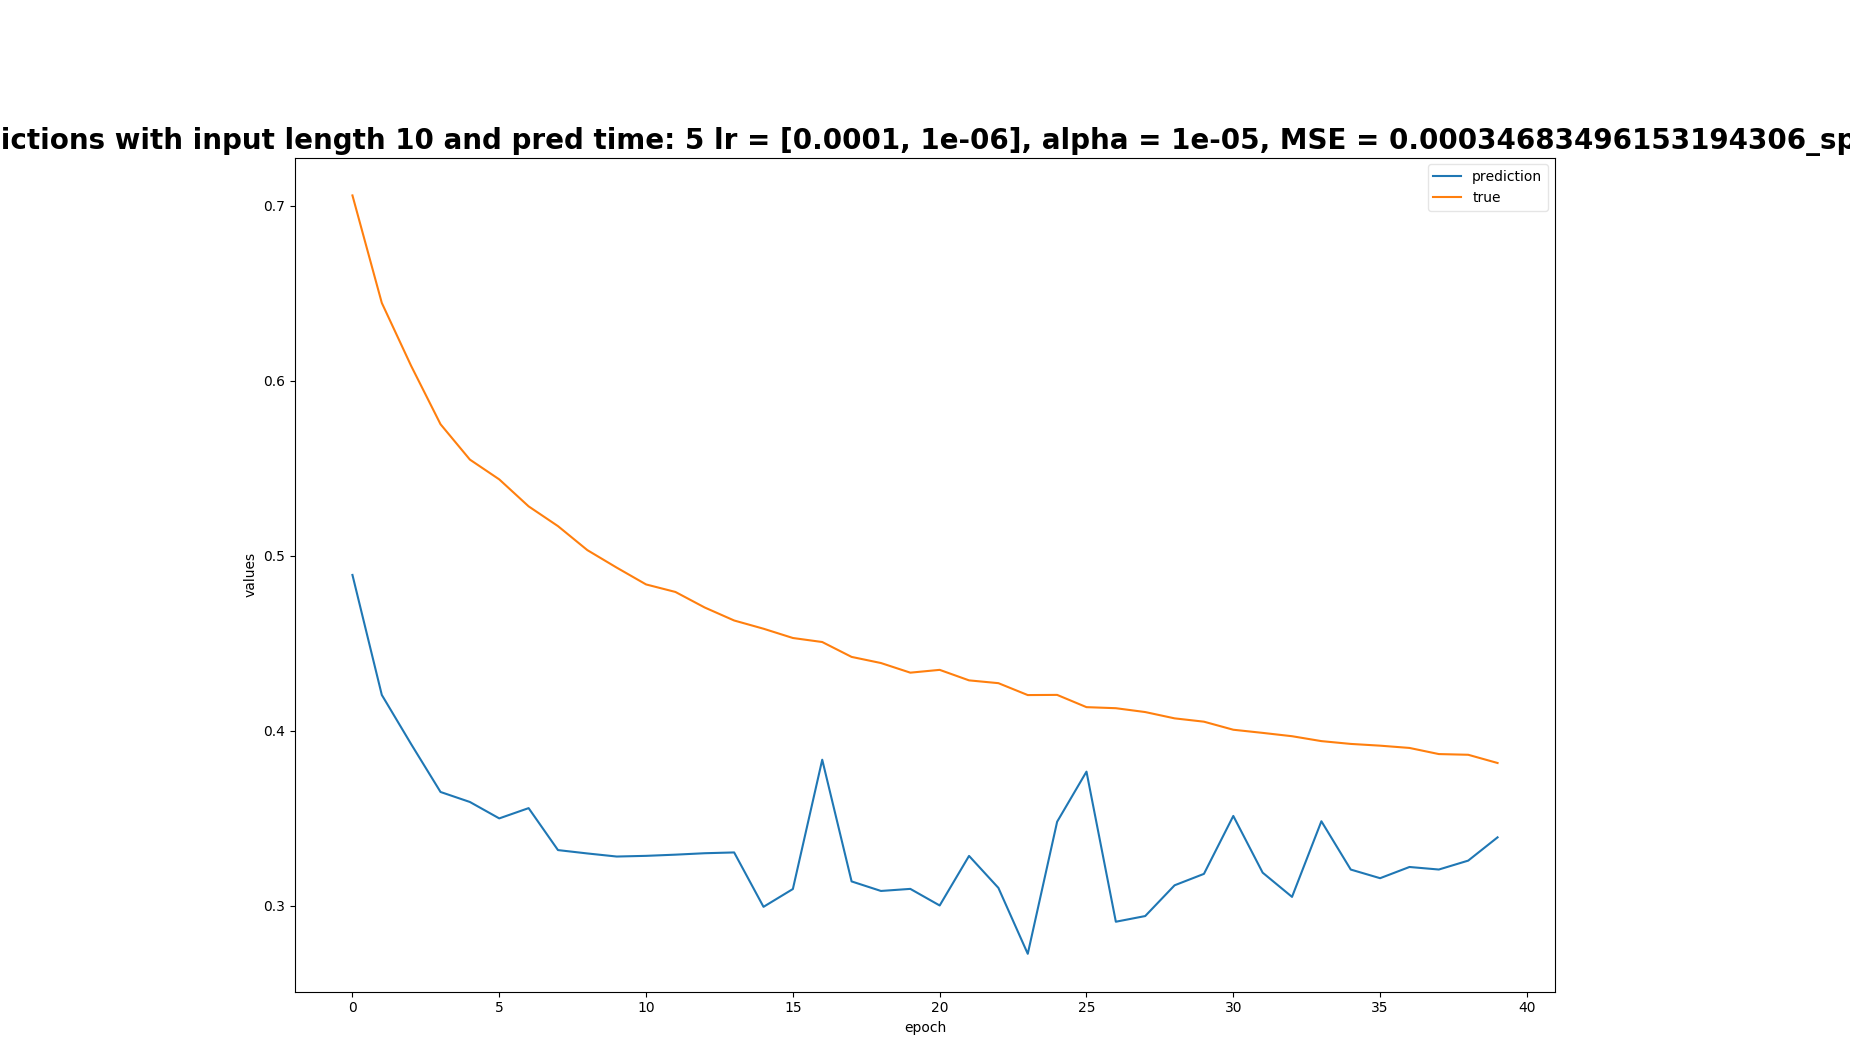 ictions with input length 10 and pred time: 5 lr = [0.0001, 1e-06], alpha = 1e-05, MSE = 0.00034683496153194306_sp
prediction
true
0.7
0.6
0.5
0.4
0.3
values
0 5 10 15 20 25 30 35 40
epoch